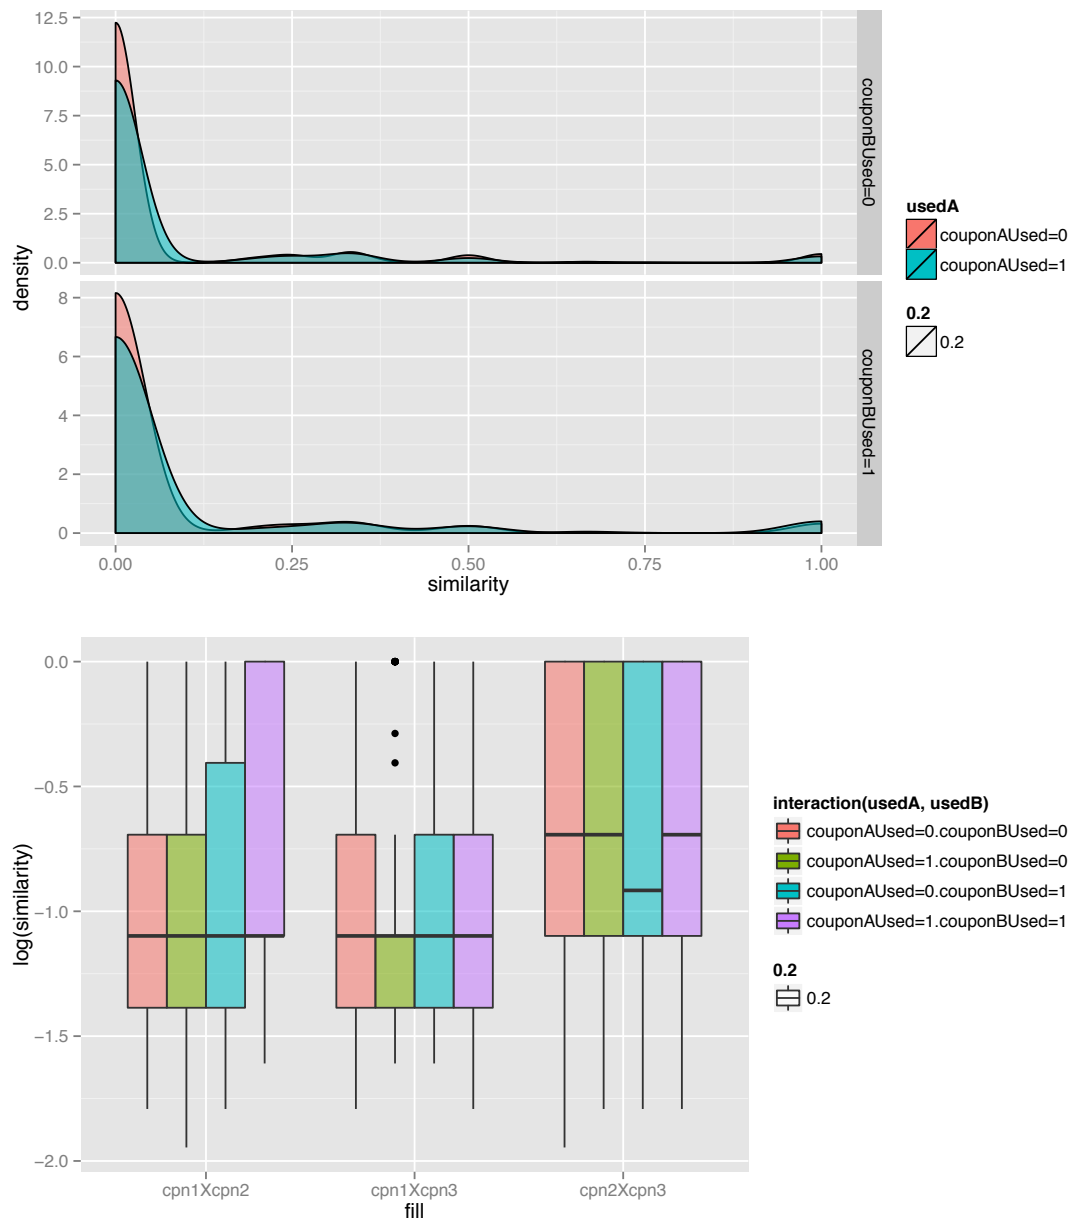 12.5
10.0
7.5
5.0
2.5
0.0
couponBUsed=0
density
8
6
4
2
0
couponBUsed=1
0.00 0.25 0.50 0.75 1.00
similarity
usedA
couponAUsed=0
couponAUsed=1
0.2
0.2
0.0
−0.5
−1.0
−1.5
−2.0
log(similarity)
cpn1Xcpn2 cpn1Xcpn3 cpn2Xcpn3
fill
interaction(usedA, usedB)
couponAUsed=0.couponBUsed=0
couponAUsed=1.couponBUsed=0
couponAUsed=0.couponBUsed=1
couponAUsed=1.couponBUsed=1
0.2
0.2